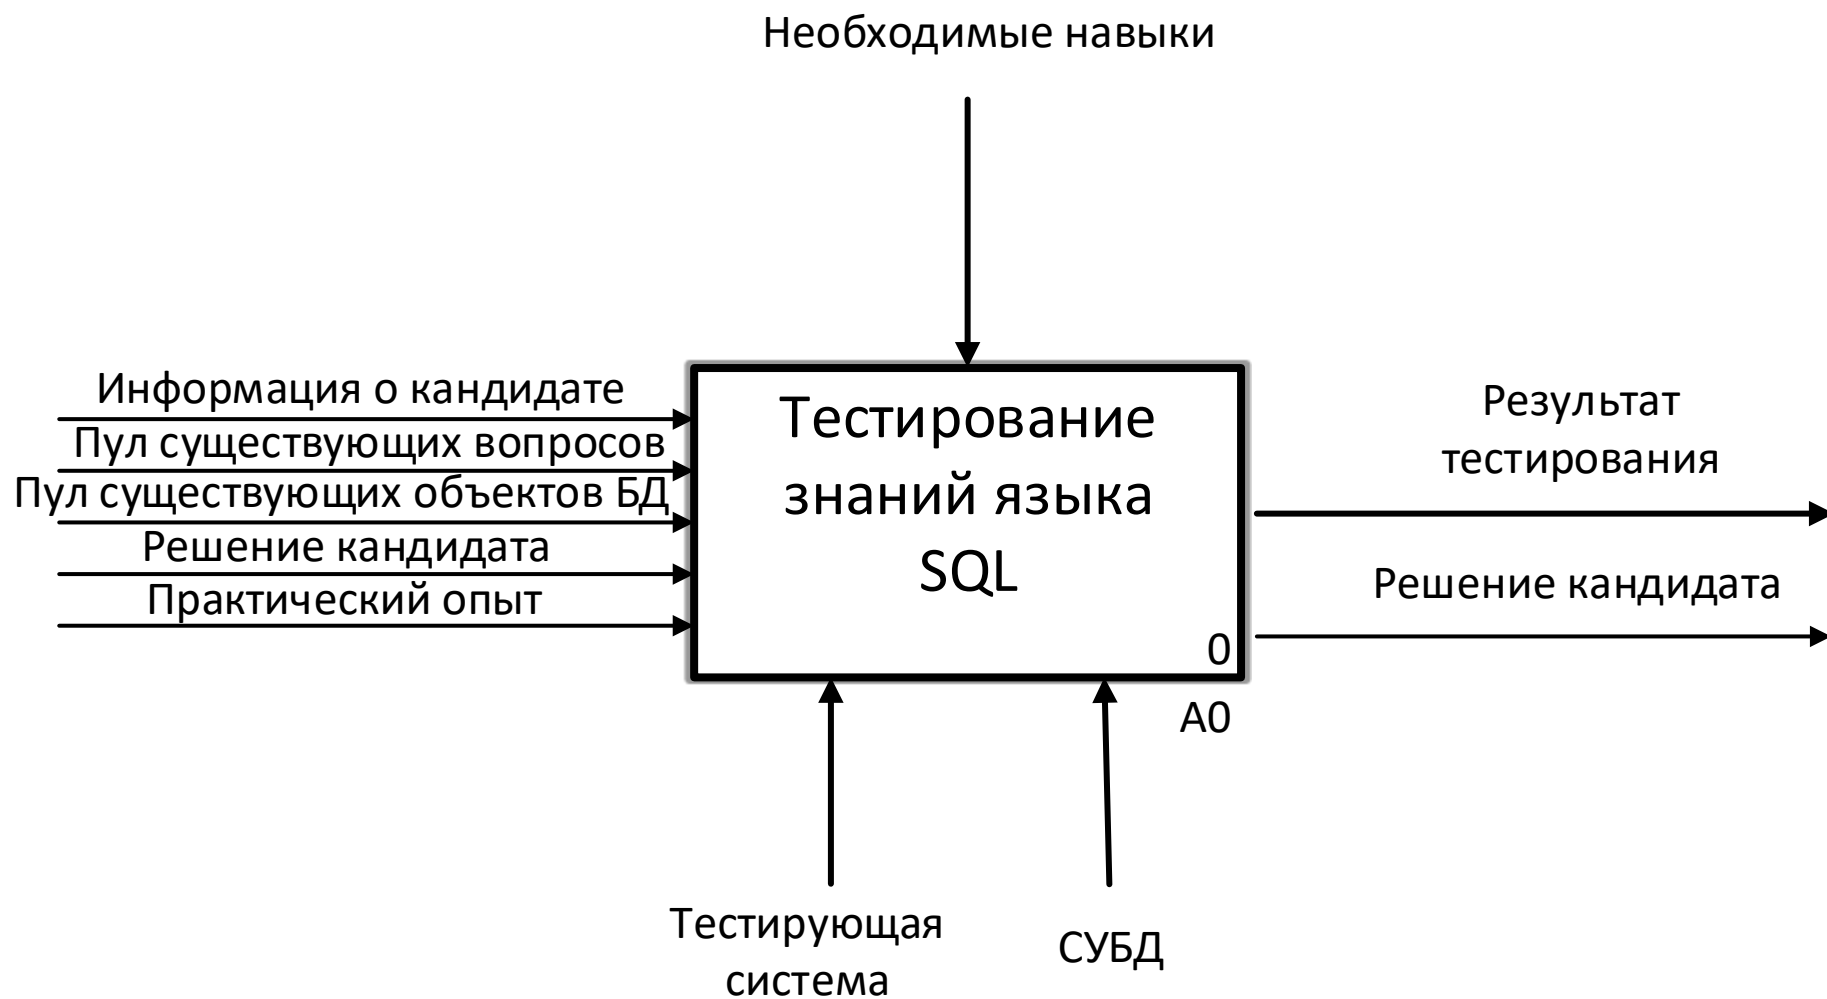 Необходимые навыки
Информация о кандидате
Пул существующих вопросов
Пул существующих объектов БД
Решение кандидата
Практический опыт
Тестирование
знаний языка
SQL
0
A0
Результат
тестирования
Решение кандидата
Тестирующая
система
СУБД